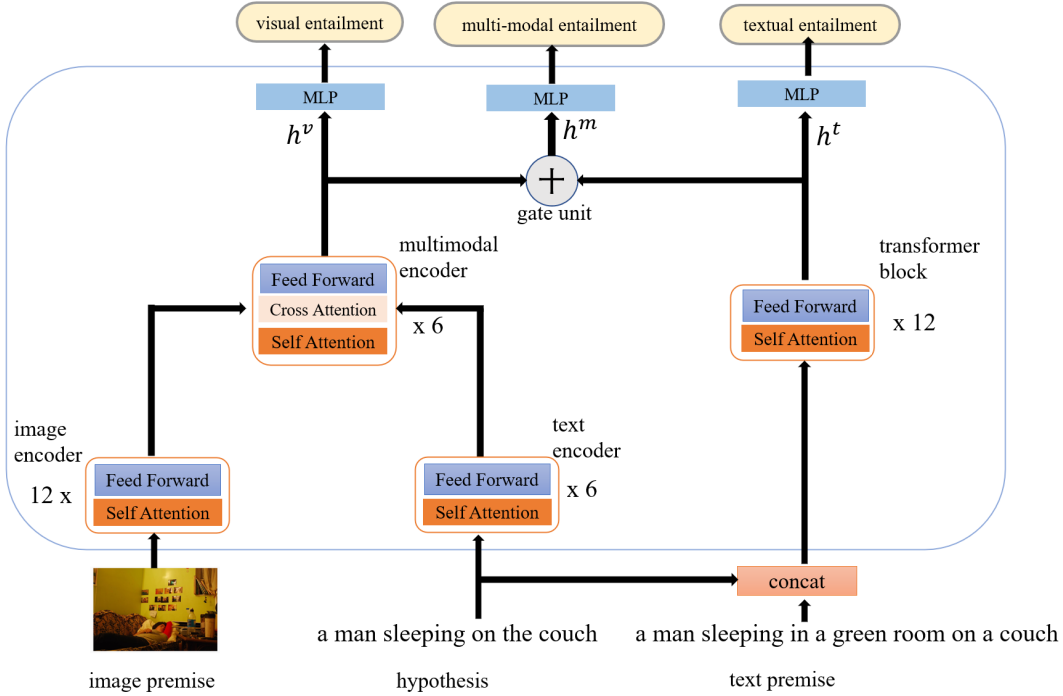 visual entailment
multi-modal entailment
textual entailment
MLP
MLP
MLP
h^v
h^m
h^t
+
gate unit
multimodal
encoder
Feed Forward
Cross Attention
Self Attention
x 6
transformer
block
Feed Forward
Self Attention
x 12
image
encoder
Feed Forward
Self Attention
12 x
text
encoder
Feed Forward
Self Attention
x 6
concat
a man sleeping on the couch
a man sleeping in a green room on a couch
image premise
hypothesis
text premise